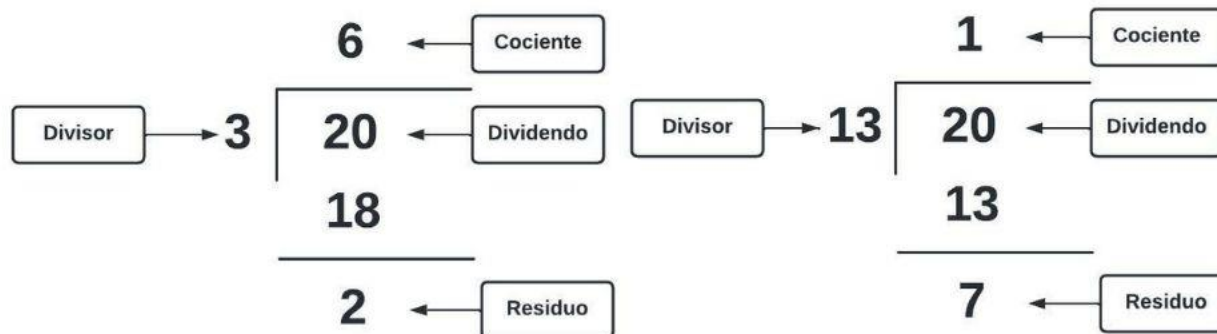 6 Cociente
Divisor 3 20 Dividendo
18
2 Residuo
1 Cociente
Divisor 13 20 Dividendo
13
7 Residuo